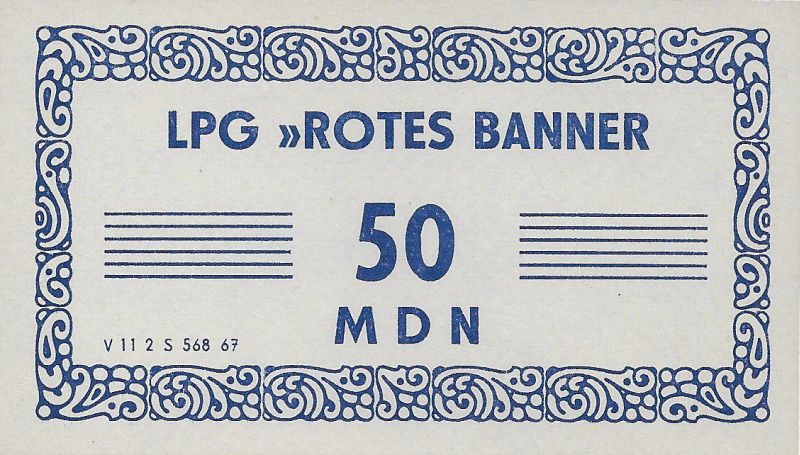 LPG »ROTES BANNER
50
MDN
V 11 2 S 568 67